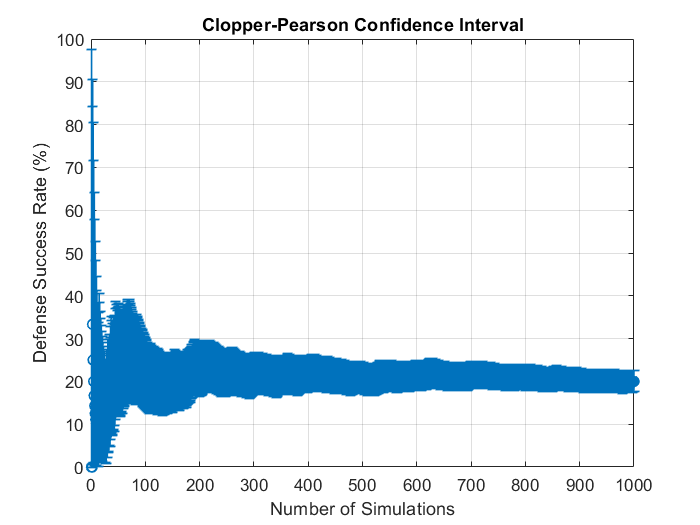 Clopper-Pearson Confidence Interval
100
90
80
70
60
50
40
30
20
10
0
Defense Success Rate (%)
0 100 200 300 400 500 600 700 800 900 1000
Number of Simulations